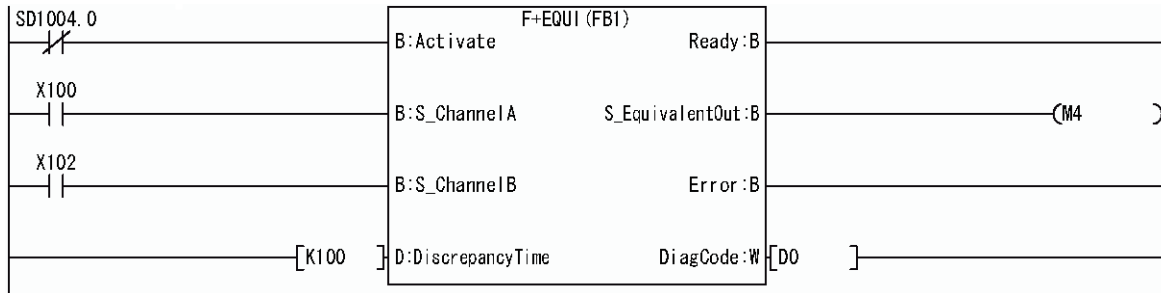 SD1004.0
F+EQUI(FB1)
B:Activate Ready:B
X100
B:S_ChannelA S_EquivalentOut:B (M4 )
X102
B:S_ChannelB Error:B
[K100 ] D:DiscrepancyTime DiagCode:W [D0 ]